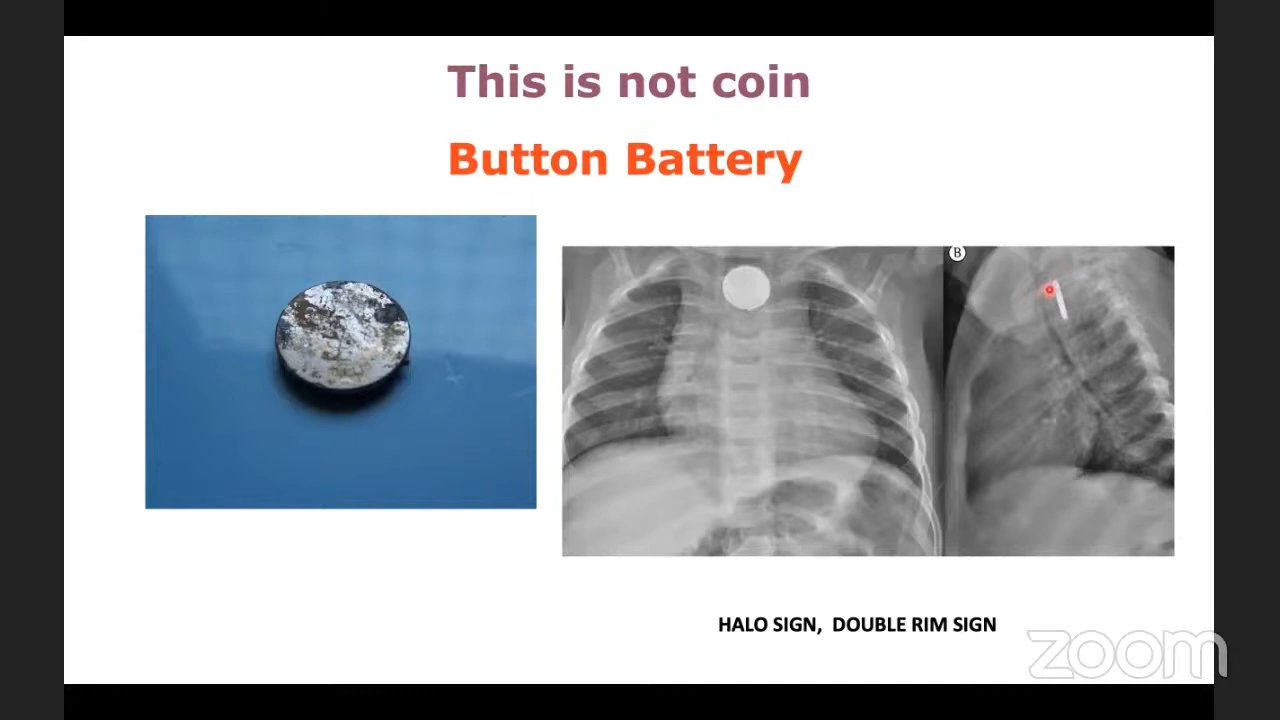 This is not coin
Button Battery
B
HALO SIGN, DOUBLE RIM SIGN
zoom